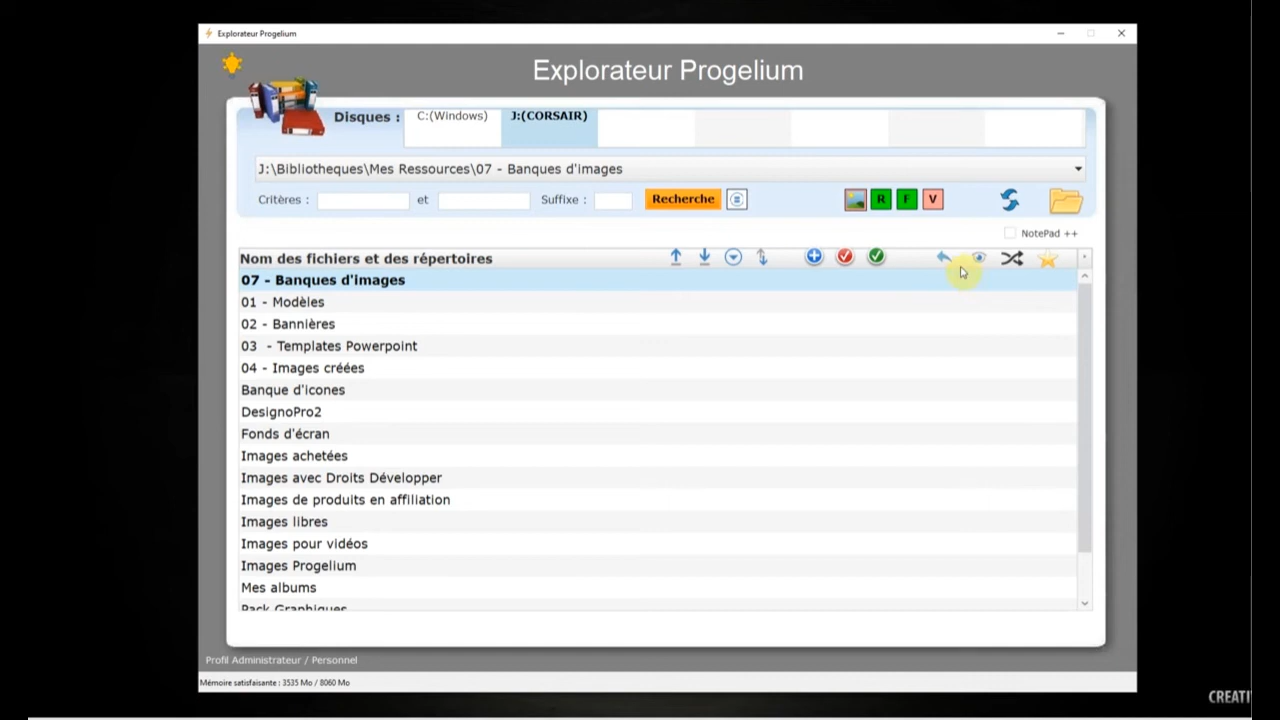 Explorateur Progelium
Explorateur Progelium
Disques : C:(Windows) J:(CORSAIR)
J:\Bibliotheques\Mes Ressources\07 - Banques d'images
Critères : et Suffixe : Recherche R F V
NotePad ++
Nom des fichiers et des répertoires
07 - Banques d'images
01 - Modèles
02 - Bannières
03 - Templates Powerpoint
04 - Images créées
Banque d'icones
DesignoPro2
Fonds d'écran
Images achetées
Images avec Droits Développer
Images de produits en affiliation
Images libres
Images pour vidéos
Images Progelium
Mes albums
Pack Graphiques
Profil Administrateur / Personnel
Mémoire satisfaisante : 3535 Mo / 8060 Mo